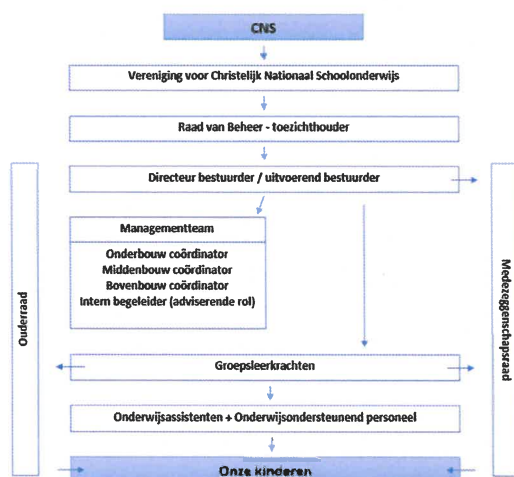 CNS
Vereniging voor Christelijk Nationaal Schoolonderwijs
Raad van Beheer - toezichthouder
Directeur bestuurder / uitvoerend bestuurder
Managementteam
Onderbouw coördinator
Middenbouw coördinator
Bovenbouw coördinator
Intern begeleider (adviserende rol)
Ouderraad
Medezeggenschapsraad
Groepsleerkrachten
Onderwijsassistenten + Onderwijsondersteunend personeel
Onze kinderen